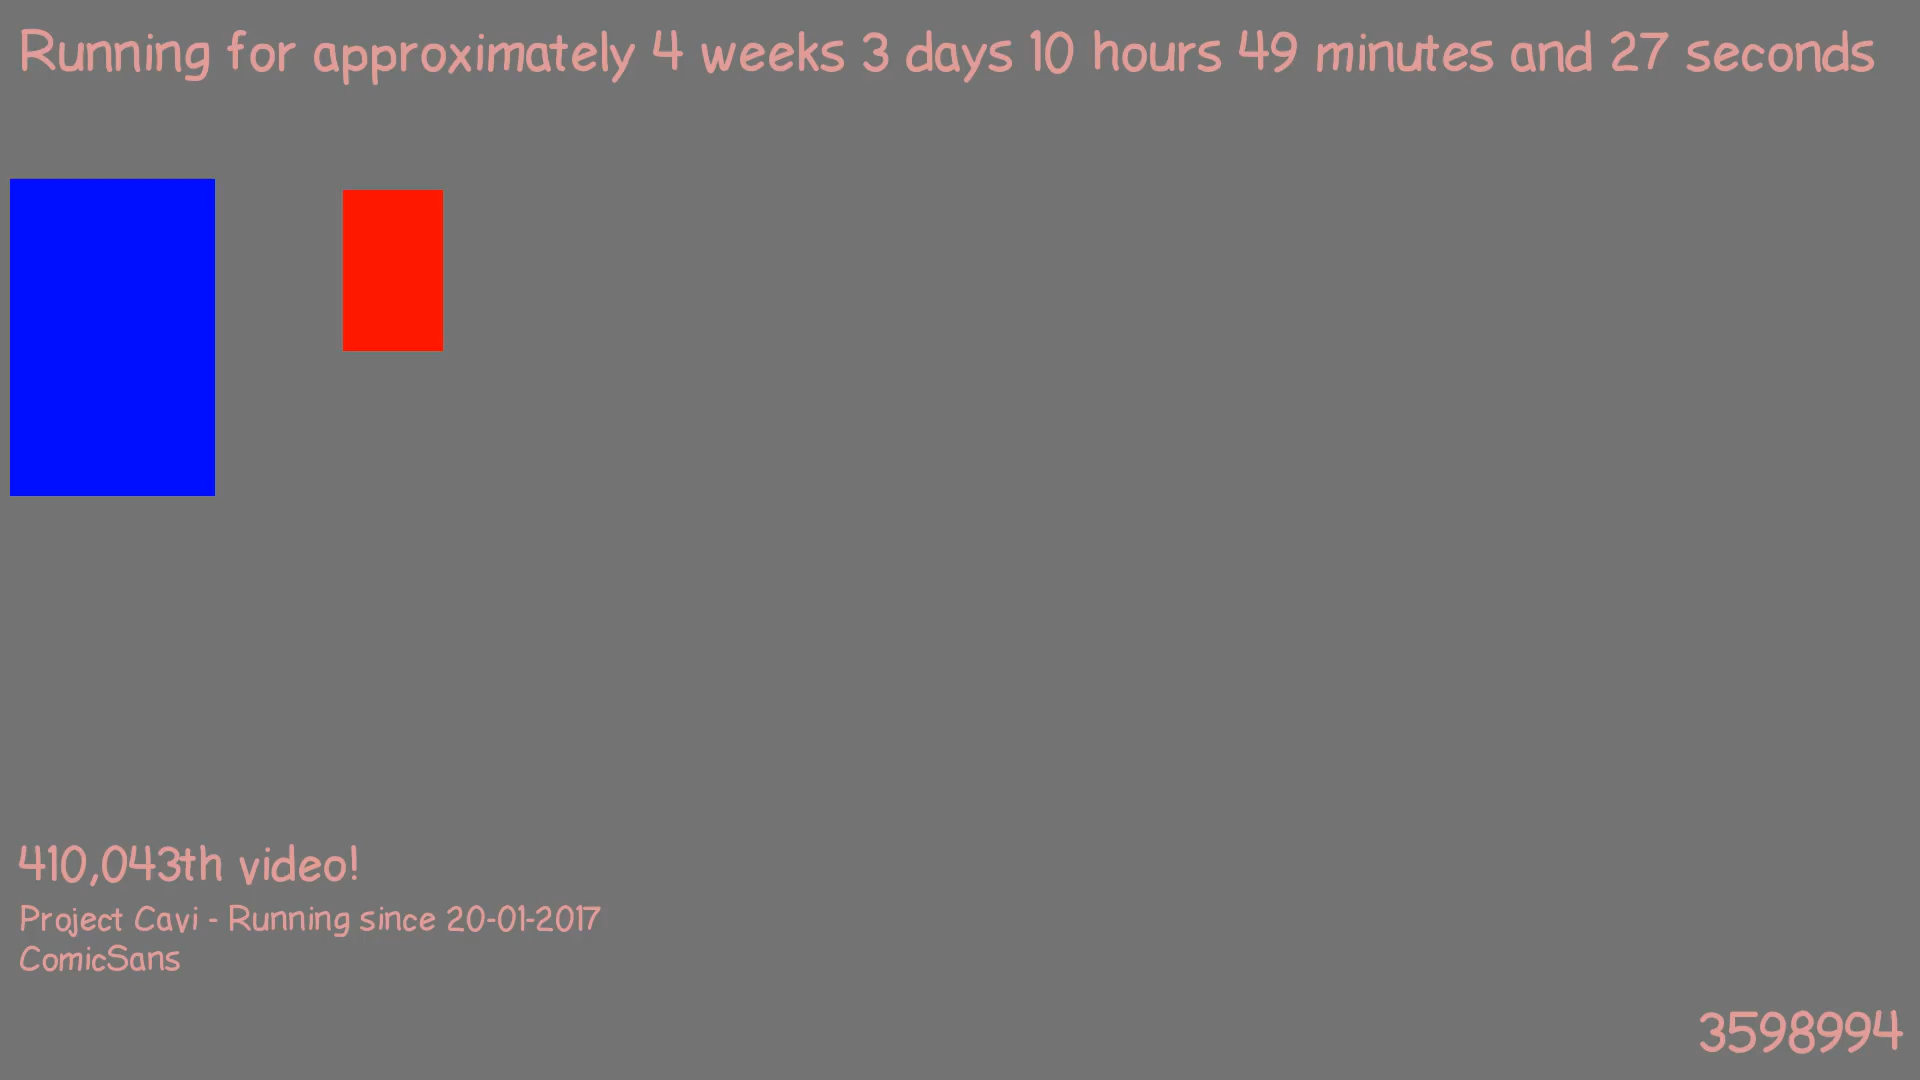 Running for approximately 4 weeks 3 days 10 hours 49 minutes and 27 seconds
410,043th video!
Project Cavi - Running since 20-01-2017
ComicSans
3598994